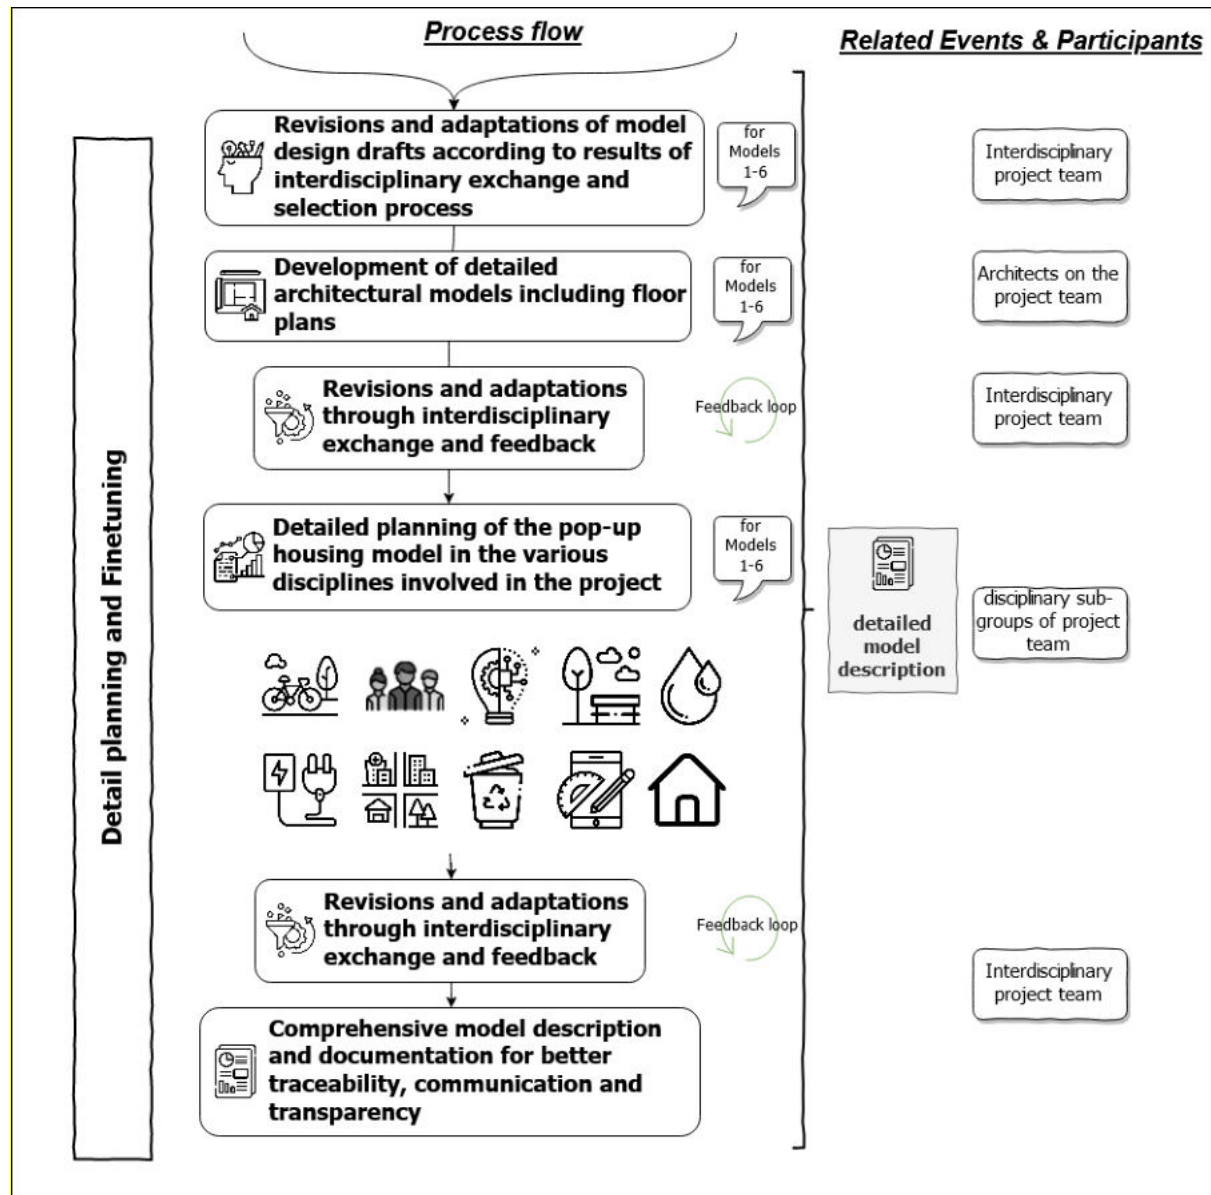 Process flow
Related Events & Participants
Detail planning and Finetuning
Revisions and adaptations of model
design drafts according to results of
interdisciplinary exchange and
selection process
for
Models
1-6
Interdisciplinary
project team
Development of detailed
architectural models including floor
plans
for
Models
1-6
Architects on the
project team
Revisions and adaptations
through interdisciplinary
exchange and feedback
Feedback loop
Interdisciplinary
project team
Detailed planning of the pop-up
housing model in the various
disciplines involved in the project
for
Models
1-6
detailed
model
description
disciplinary sub-
groups of project
team
Revisions and adaptations
through interdisciplinary
exchange and feedback
Feedback loop
Interdisciplinary
project team
Comprehensive model description
and documentation for better
traceability, communication and
transparency